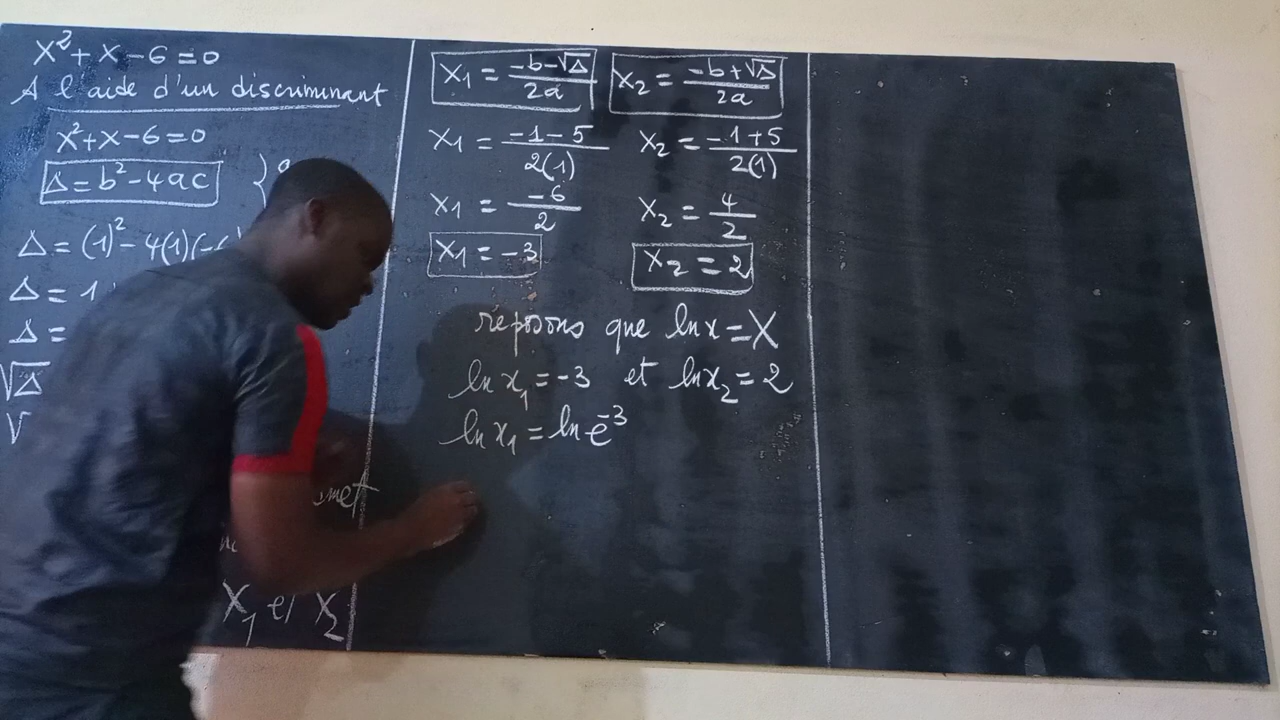 X² + X - 6 = 0
A l'aide d'un discriminant
X² + X - 6 = 0
Δ = b² - 4ac {
Δ = (1)² - 4(1)(-6
Δ = 1
Δ =
√Δ
√
X₁ et X₂
X₁ = (-b-√Δ)/2a X₂ = (-b+√Δ)/2a
X₁ = (-1-5)/2(1) X₂ = (-1+5)/2(1)
X₁ = -6/2 X₂ = 4/2
X₁ = -3 X₂ = 2
réposons que ln x = X
ln x₁ = -3 et ln x₂ = 2
ln x₁ = ln e⁻³